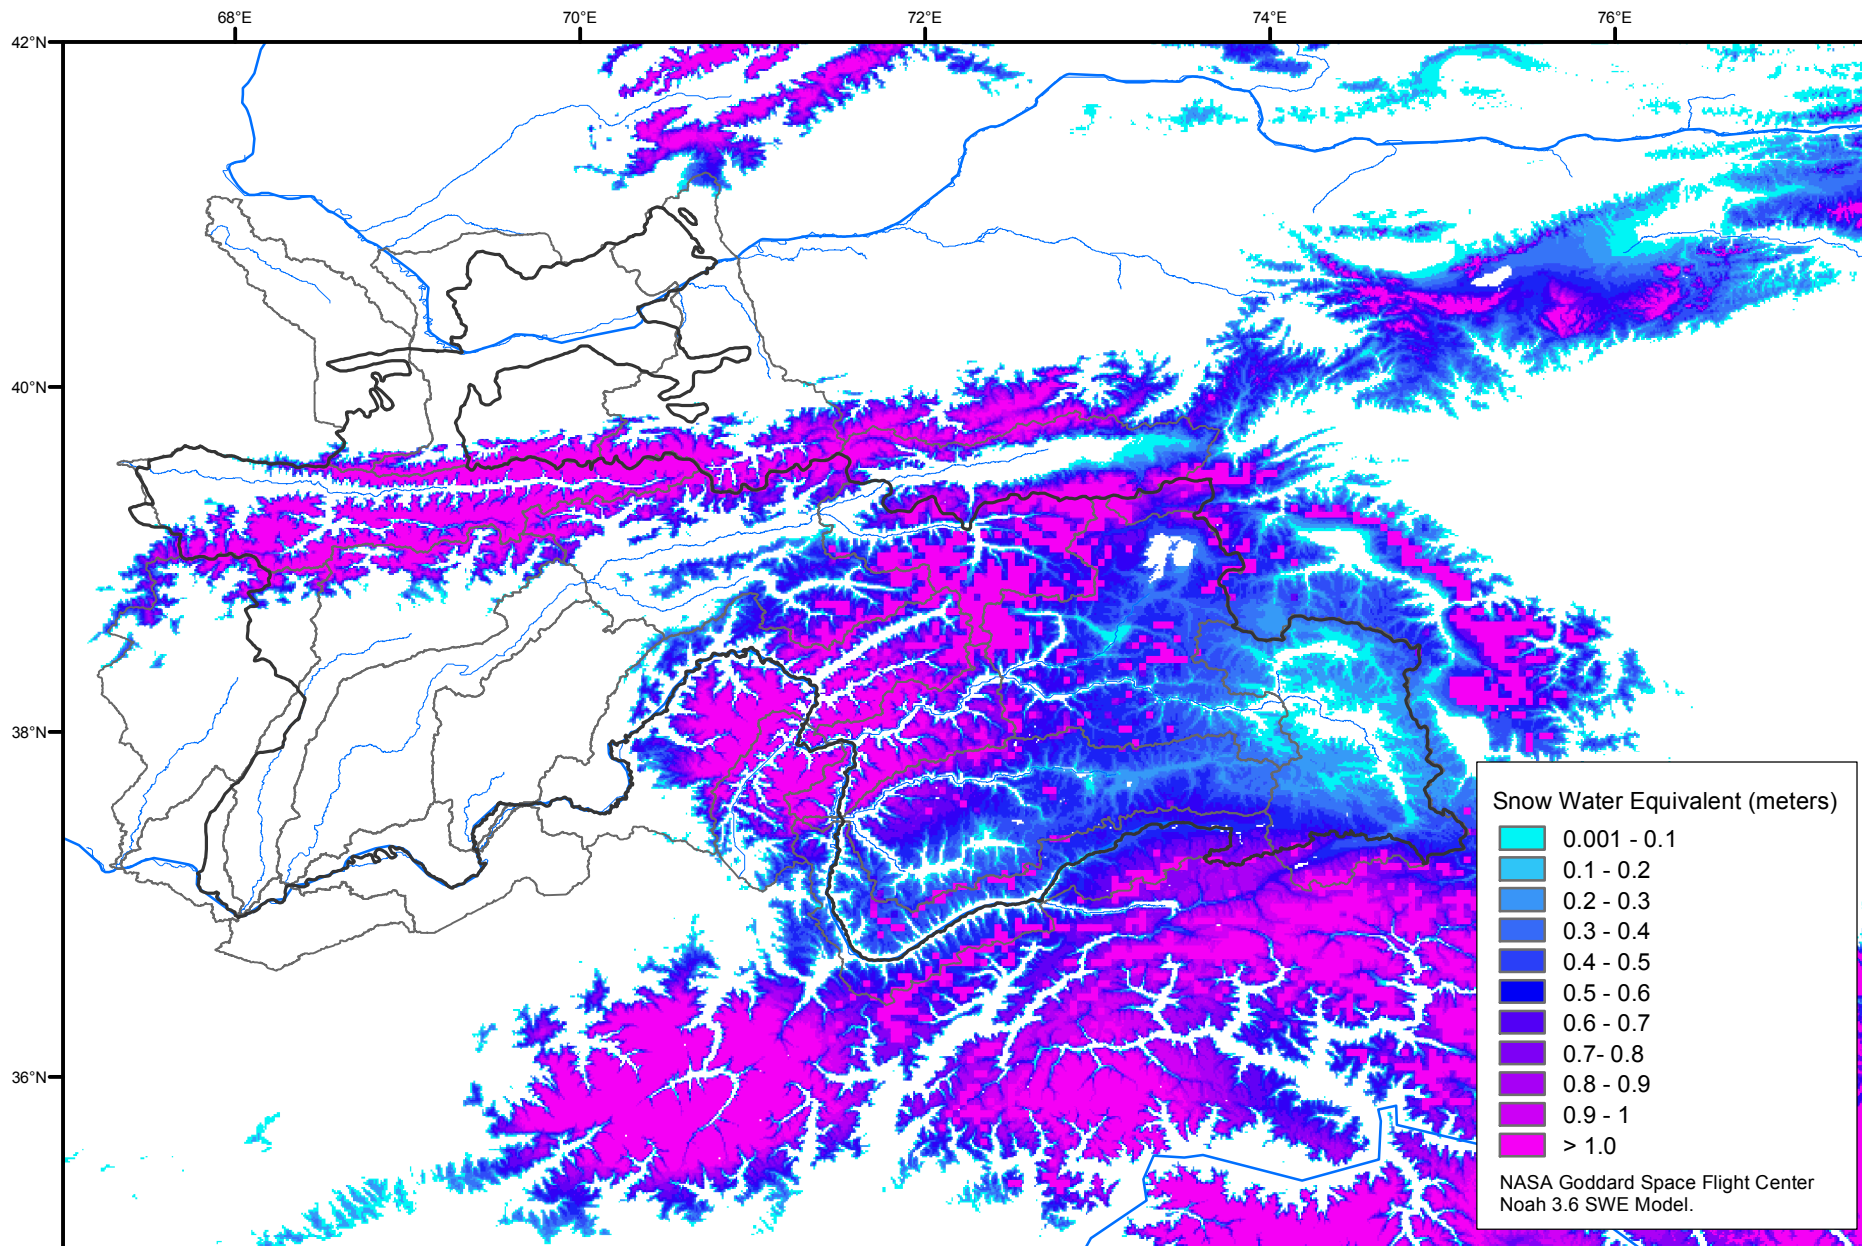 68°E
70°E
72°E
74°E
76°E
42°N
40°N
38°N
36°N
Snow Water Equivalent (meters)
0.001 - 0.1
0.1 - 0.2
0.2 - 0.3
0.3 - 0.4
0.4 - 0.5
0.5 - 0.6
0.6 - 0.7
0.7- 0.8
0.8 - 0.9
0.9 - 1
> 1.0
NASA Goddard Space Flight Center
Noah 3.6 SWE Model.